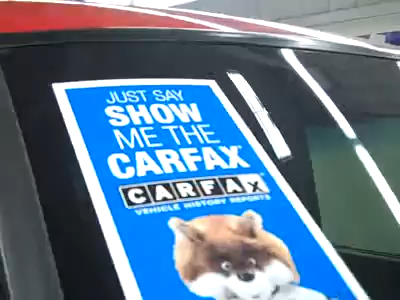 JUST SAY
SHOW
ME THE
CARFAX
CARFAX
VEHICLE HISTORY REPORTS